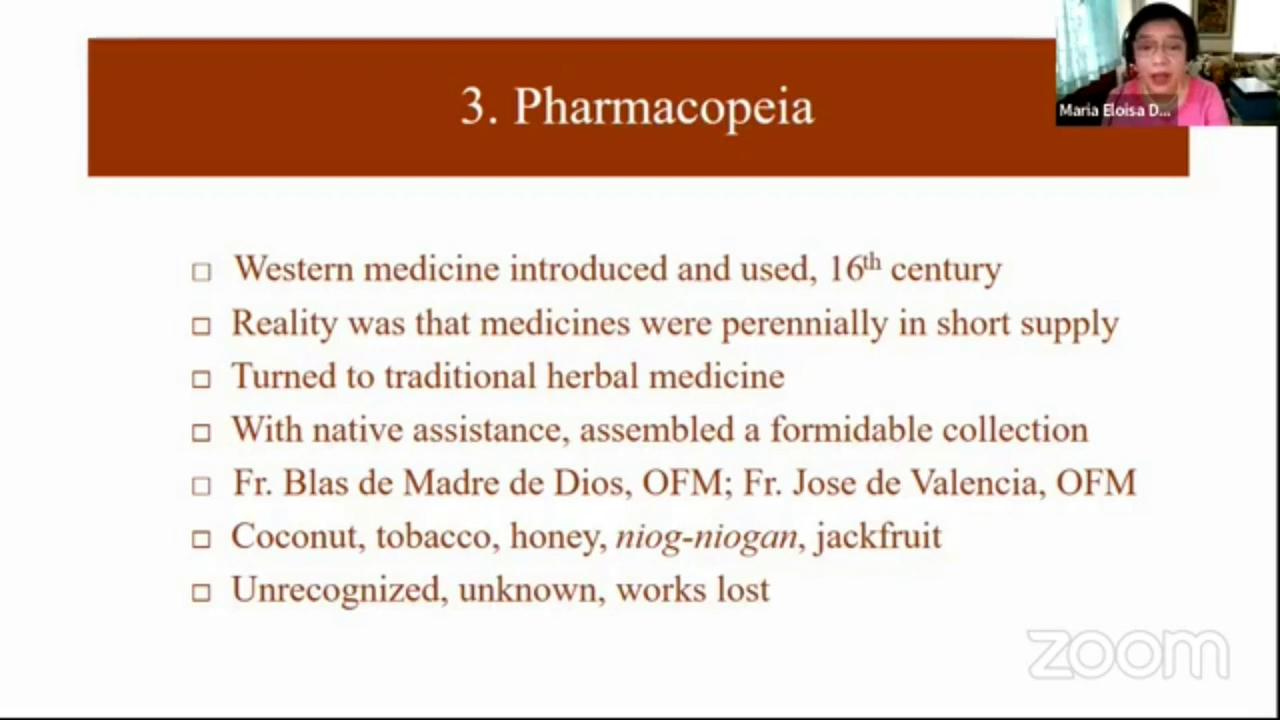 3. Pharmacopeia
Maria Eloisa D...
□ Western medicine introduced and used, 16th century
□ Reality was that medicines were perennially in short supply
□ Turned to traditional herbal medicine
□ With native assistance, assembled a formidable collection
□ Fr. Blas de Madre de Dios, OFM; Fr. Jose de Valencia, OFM
□ Coconut, tobacco, honey, niog-niogan, jackfruit
□ Unrecognized, unknown, works lost
zoom